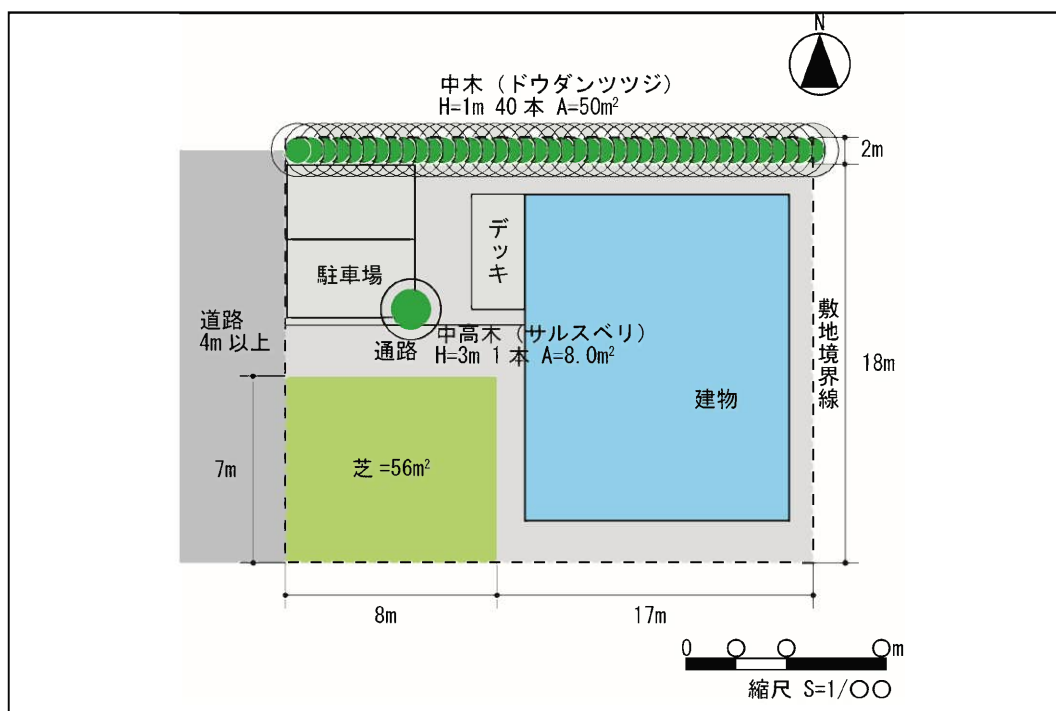 N
中木（ドウダンツツジ）
H=1m 40本 A=50m²
2m
デッキ
駐車場
道路
4m以上
中高木（サルスベリ）
H=3m 1本 A=8.0m²
通路
敷地境界線
18m
建物
7m
芝=56m²
8m
17m
0 m
縮尺 S=1/○○